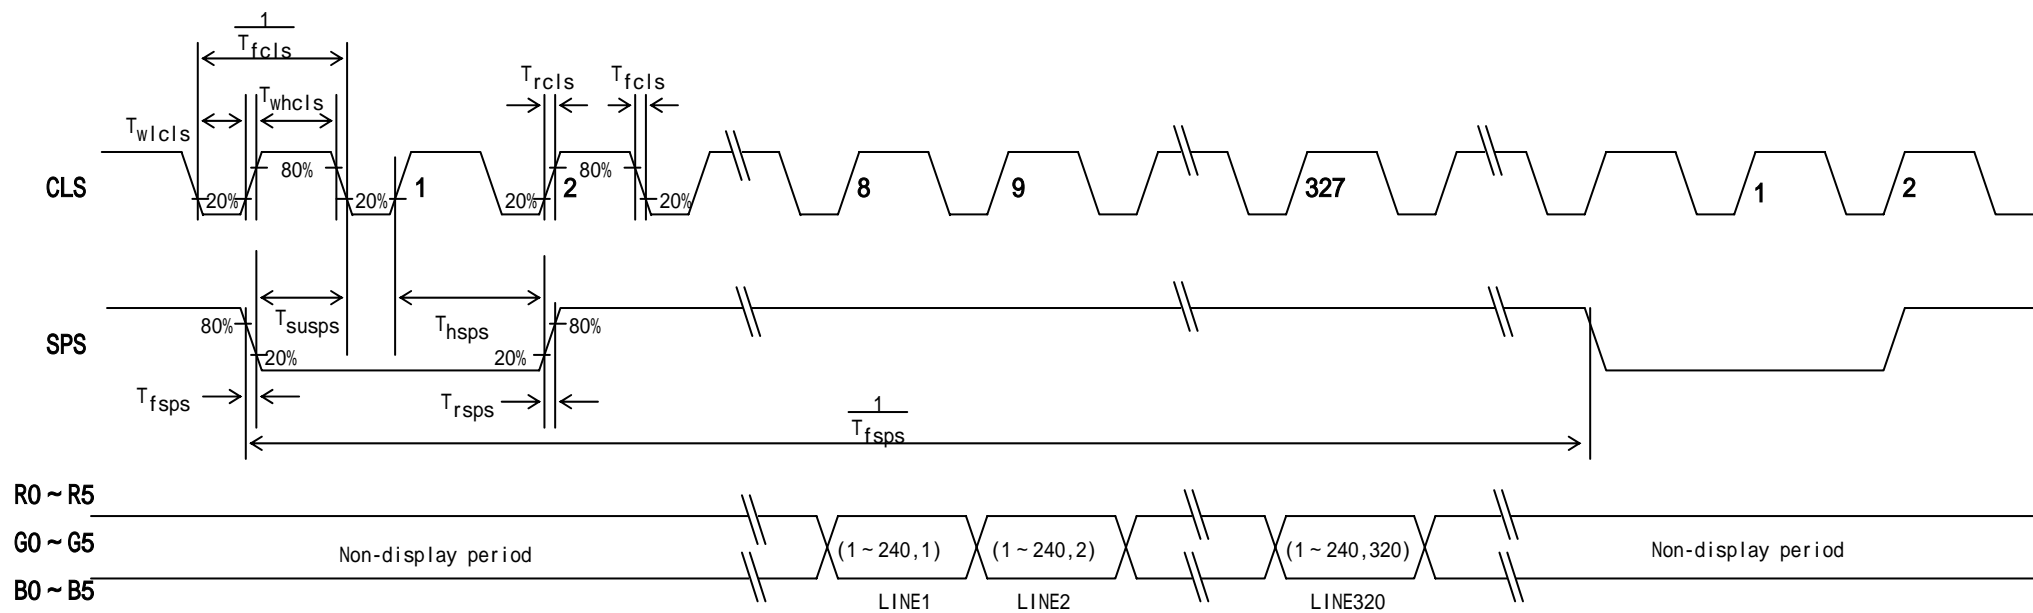 1
Tfcls
Trcls Tfcls
Twhcls
Twlcls
80% 80%
CLS 20% 20% 1 20% 2 20% 8 9 327 1 2
Tsusps Thsps
80% 80%
SPS 20% 20%
Tfsps Trsps 1
Tfsps
R0~R5
G0~G5 Non-display period (1~240,1) (1~240,2) (1~240,320) Non-display period
B0~B5
LINE1 LINE2 LINE320